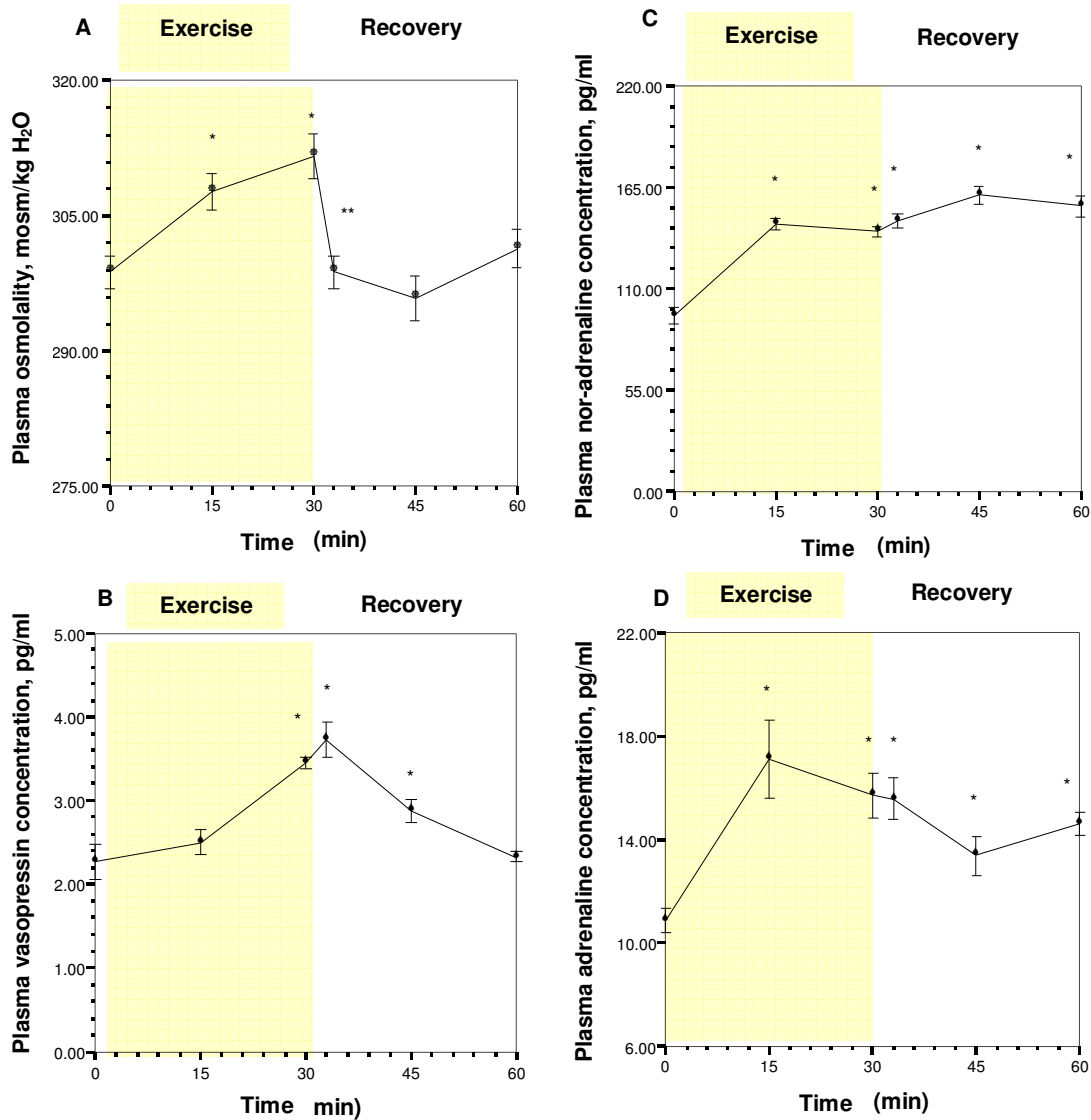 A
Exercise
Recovery
Plasma osmolality, mosm/kg H₂O
320.00
*
*
305.00
**
290.00
275.00
0
15
30
45
60
Time (min)
C
Exercise
Recovery
Plasma nor-adrenaline concentration, pg/ml
220.00
*
*
*
*
*
165.00
110.00
55.00
0.00
0
15
30
45
60
Time (min)
B
Exercise
Recovery
Plasma vasopressin concentration, pg/ml
5.00
*
*
4.00
*
3.00
2.00
1.00
0.00
0
15
30
45
60
Time min)
D
Exercise
Recovery
Plasma adrenaline concentration, pg/ml
22.00
*
18.00
*
*
*
*
14.00
10.00
6.00
0
15
30
45
60
Time (min)